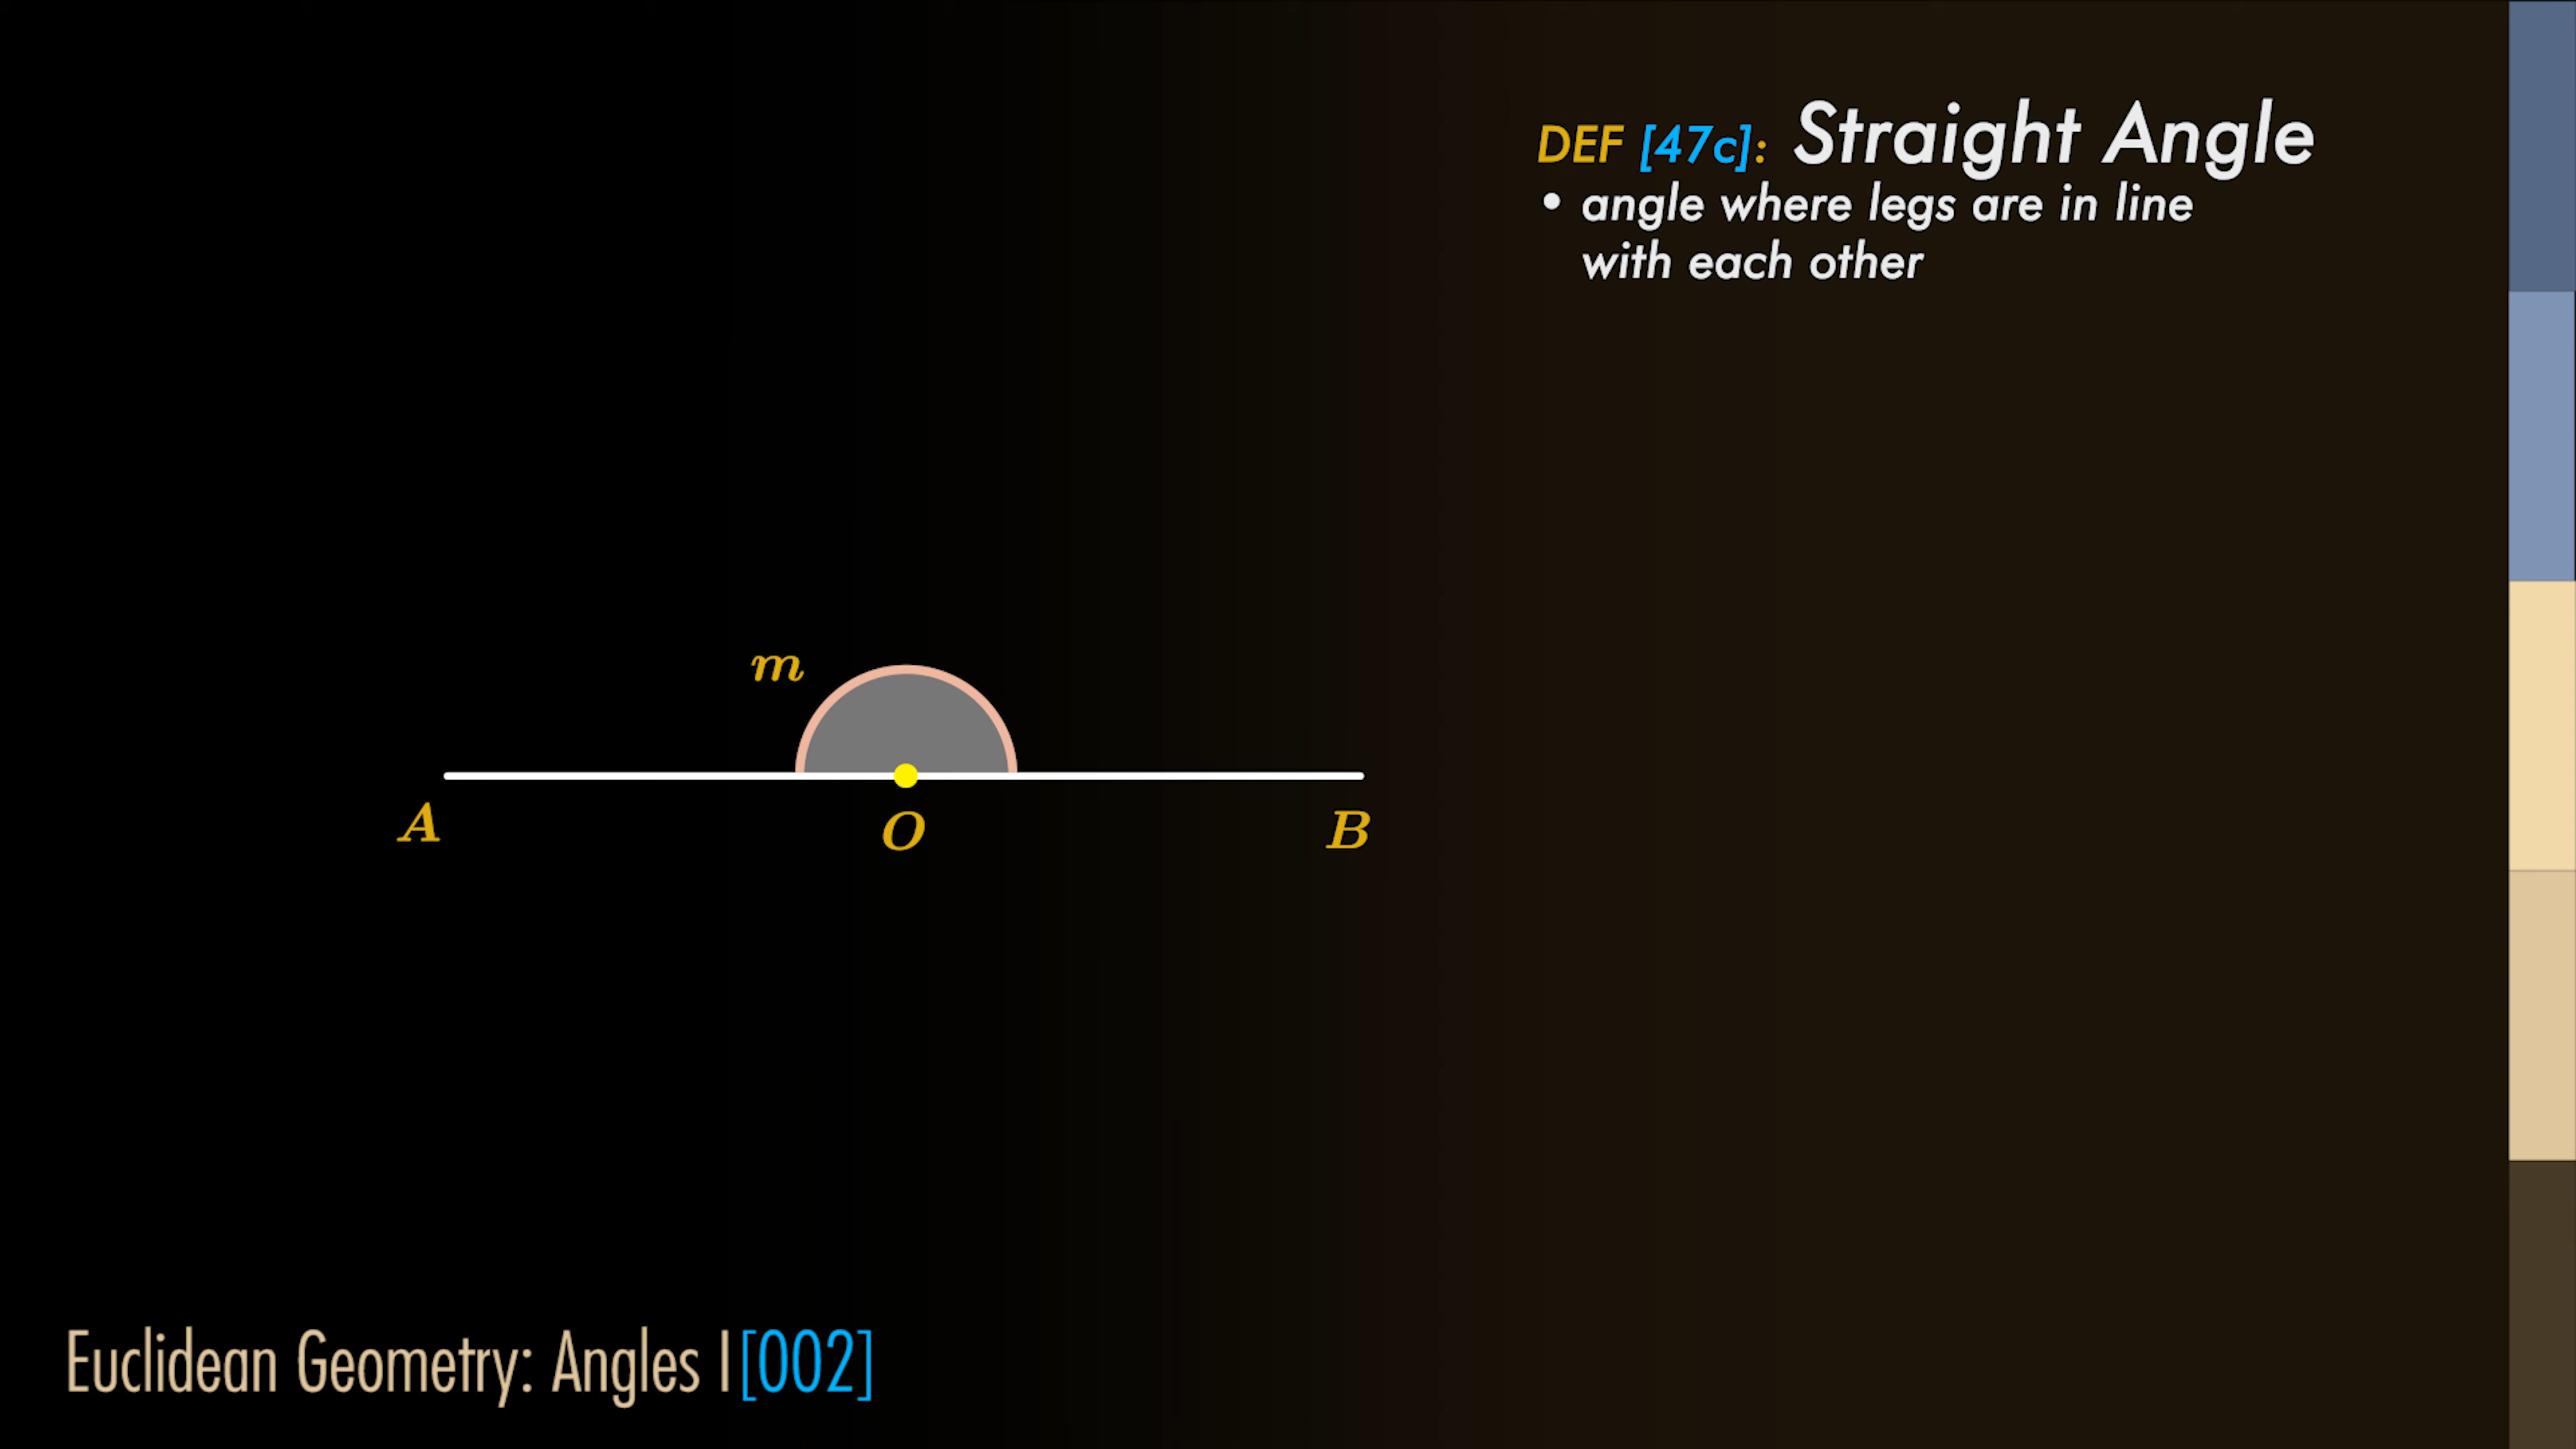 DEF [47c]: Straight Angle
• angle where legs are in line
with each other
m
A
O
B
Euclidean Geometry: Angles I [002]